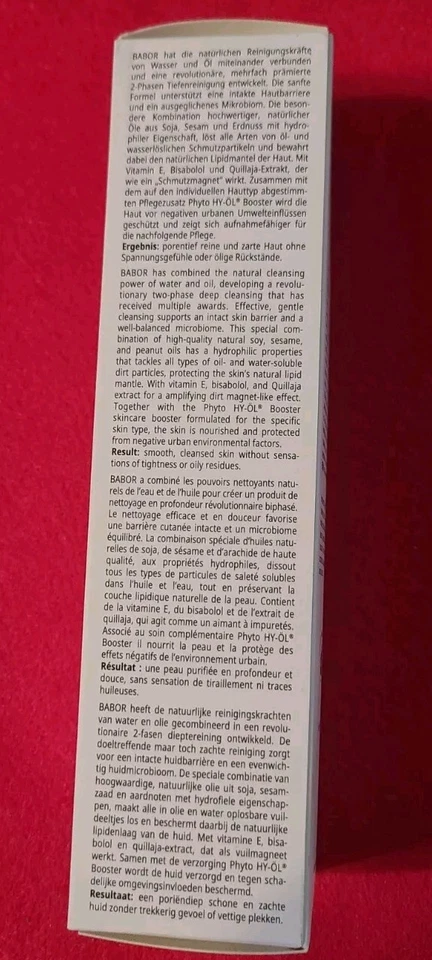 BABOR hat die natürlichen Reinigungskräfte
von Wasser und Öl miteinander verbunden
und eine revolutionäre, mehrfach prämierte
2-Phasen Tiefenreinigung entwickelt. Die sanfte
Formel unterstützt eine intakte Hautbarriere
und ein ausgeglichenes Mikrobiom. Die beson-
dere Kombination hochwertiger, natürlicher
Öle aus Soja, Sesam und Erdnuss mit hydro-
philer Eigenschaft, löst alle Arten von öl- und
wasserlöslichen Schmutzpartikeln und bewahrt
dabei den natürlichen Lipidmantel der Haut. Mit
Vitamin E, Bisabolol und Quillaja-Extrakt, der
wie ein „Schmutzmagnet" wirkt. Zusammen mit
dem auf den individuellen Hauttyp abgestimm-
ten Pflegezusatz Phyto HY-ÖL® Booster wird die
Haut vor negativen urbanen Umwelteinflüssen
geschützt und zeigt sich aufnahmefähiger für
die nachfolgende Pflege.
Ergebnis: porentief reine und zarte Haut ohne
Spannungsgefühle oder ölige Rückstände.
BABOR has combined the natural cleansing
power of water and oil, developing a revolu-
tionary two-phase deep cleansing that has
received multiple awards. Effective, gentle
cleansing supports an intact skin barrier and a
well-balanced microbiome. This special com-
bination of high-quality natural soy, sesame,
and peanut oils has a hydrophilic properties
that tackles all types of oil- and water-soluble
dirt particles, protecting the skin's natural lipid
mantle. With vitamin E, bisabolol, and Quillaja
extract for a amplifying dirt magnet-like effect.
Together with the Phyto HY-ÖL® Booster
skincare booster formulated for the specific
skin type, the skin is nourished and protected
from negative urban environmental factors.
Result: smooth, cleansed skin without sensa-
tions of tightness or oily residues.
BABOR a combiné les pouvoirs nettoyants natu-
rels de l'eau et de l'huile pour créer un produit de
nettoyage en profondeur révolutionnaire biphasé.
Le nettoyage efficace et en douceur favorise
une barrière cutanée intacte et un microbiome
équilibré. La combinaison spéciale d'huiles natu-
relles de soja, de sésame et d'arachide de haute
qualité, aux propriétés hydrophiles, dissout
tous les types de particules de saleté solubles
dans l'huile et l'eau, tout en préservant la
couche lipidique naturelle de la peau. Contient
de la vitamine E, du bisabolol et de l'extrait de
quillaja, qui agit comme un aimant à impuretés.
Associé au soin complémentaire Phyto HY-ÖL®
Booster il nourrit la peau et la protège des
effets négatifs de l'environnement urbain.
Résultat : une peau purifiée en profondeur et
douce, sans sensation de tiraillement ni traces
huileuses.
BABOR heeft de natuurlijke reinigingskrachten
van water en olie gecombineerd in een revolu-
tionaire 2-fasen dieptereining ontwikkeld. De
doeltreffende maar toch zachte reiniging zorgt
voor een intacte huidbarrière en een evenwich-
tig huidmicrobioom. De speciale combinatie van
hoogwaardige, natuurlijke olie uit soja, sesam-
zaad en aardnoten met hydrofiele eigenschap-
pen, maakt alle in olie en water oplosbare vuil-
deeltjes los en beschermt daarbij de natuurlijke
lipidenlaag van de huid. Met vitamine E, bisa-
bolol en quillaja-extract, dat als vuilmagneet
werkt. Samen met de verzorging Phyto HY-ÖL®
Booster wordt de huid verzorgd en tegen scha-
delijke omgevingsinvloeden beschermd.
Resultaat: een poriëndiep schone en zachte
huid zonder trekkerig gevoel of vettige plekken.